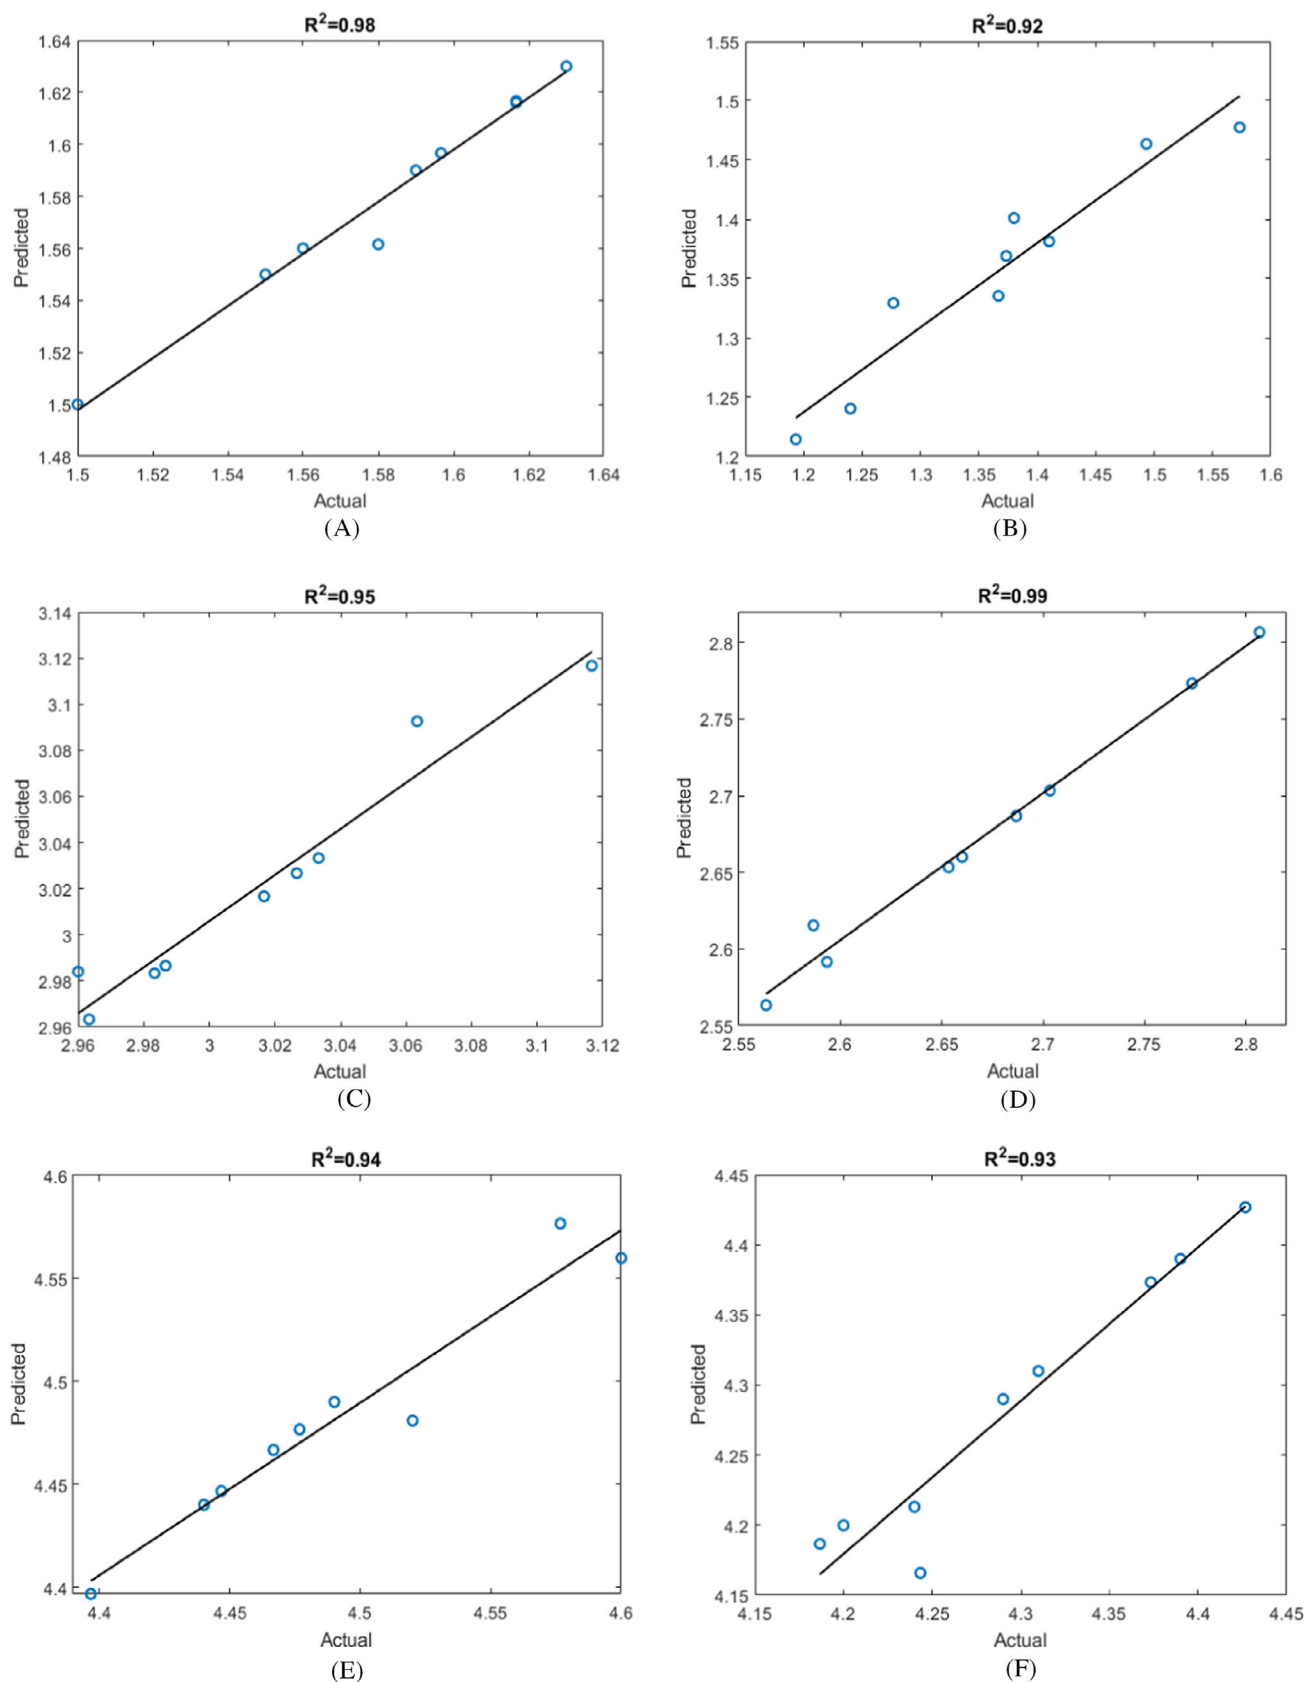 R²=0.98
1.64
1.62
1.6
1.58
1.56
1.54
1.52
1.5
1.48
Predicted
1.5 1.52 1.54 1.56 1.58 1.6 1.62 1.64
Actual
(A)
R²=0.92
1.55
1.5
1.45
1.4
1.35
1.3
1.25
1.2
Predicted
1.15 1.2 1.25 1.3 1.35 1.4 1.45 1.5 1.55 1.6
Actual
(B)
R²=0.95
3.14
3.12
3.1
3.08
3.06
3.04
3.02
3
2.98
2.96
Predicted
2.96 2.98 3 3.02 3.04 3.06 3.08 3.1 3.12
Actual
(C)
R²=0.99
2.8
2.75
2.7
2.65
2.6
2.55
Predicted
2.55 2.6 2.65 2.7 2.75 2.8
Actual
(D)
R²=0.94
4.6
4.55
4.5
4.45
4.4
Predicted
4.4 4.45 4.5 4.55 4.6
Actual
(E)
R²=0.93
4.45
4.4
4.35
4.3
4.25
4.2
4.15
Predicted
4.15 4.2 4.25 4.3 4.35 4.4 4.45
Actual
(F)